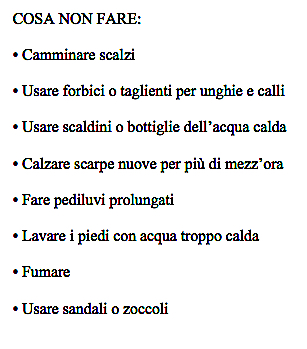 COSA NON FARE:
• Camminare scalzi
• Usare forbici o taglienti per unghie e calli
• Usare scaldini o bottiglie dell’acqua calda
• Calzare scarpe nuove per più di mezz’ora
• Fare pediluvi prolungati
• Lavare i piedi con acqua troppo calda
• Fumare
• Usare sandali o zoccoli